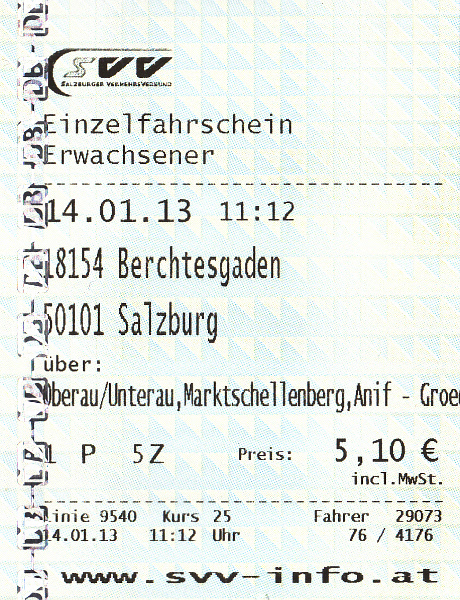 SVV
SALZBURGER VERKEHRSVERBUND
Einzelfahrschein
Erwachsener
14.01.13 11:12
18154 Berchtesgaden
50101 Salzburg
über:
Oberau/Unterau,Marktschellenberg,Anif - Groe
1 P 5Z Preis: 5,10 €
incl.MwSt.
Linie 9540 Kurs 25 Fahrer 29073
14.01.13 11:12 Uhr 76 / 4176
www.svv-info.at